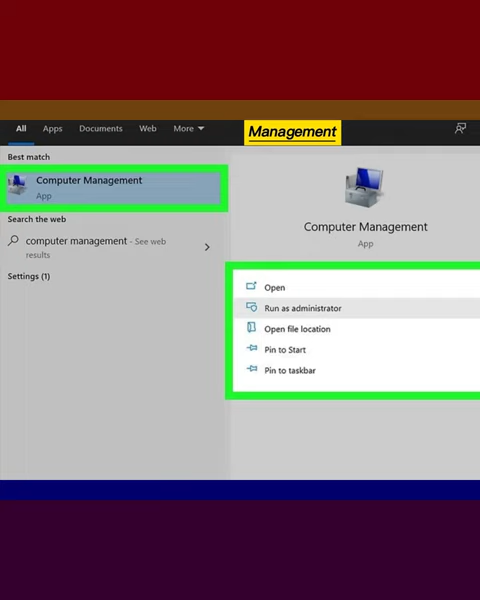 All Apps Documents Web More
Management
Best match
Computer Management
App
Search the web
computer management - See web
results
Settings (1)
Computer Management
App
Open
Run as administrator
Open file location
Pin to Start
Pin to taskbar